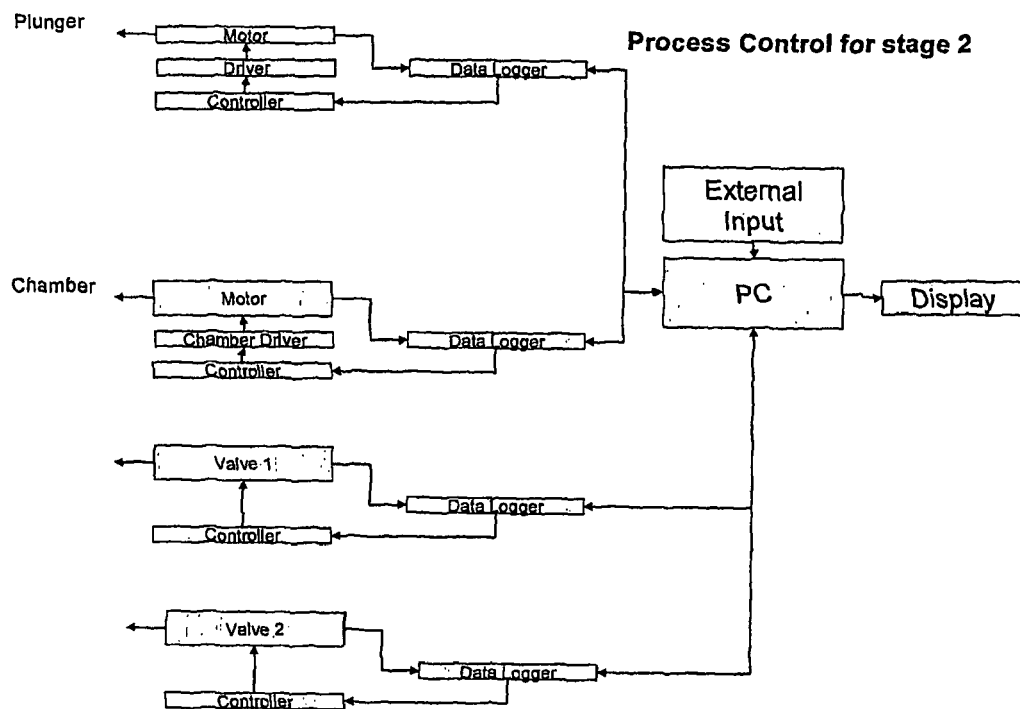 Process Control for stage 2
Plunger
Motor
Driver
Controller
Data Logger
External
Input
PC
Display
Chamber
Motor
Chamber Driver
Controller
Data Logger
Valve 1
Controller
Data Logger
Valve 2
Controller
Data Logger